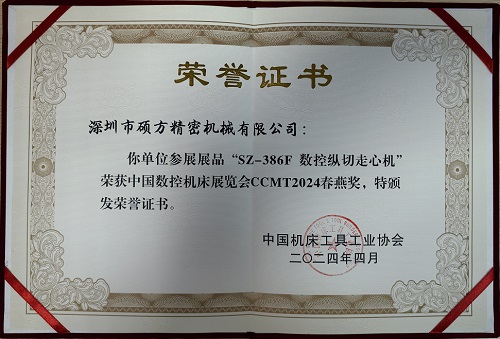 荣誉证书
深圳市硕方精密机械有限公司：
你单位参展展品“SZ-386F 数控纵切走心机”
荣获中国数控机床展览会CCMT2024春燕奖，特颁
发荣誉证书。
中国机床工具工业协会
二〇二四年四月